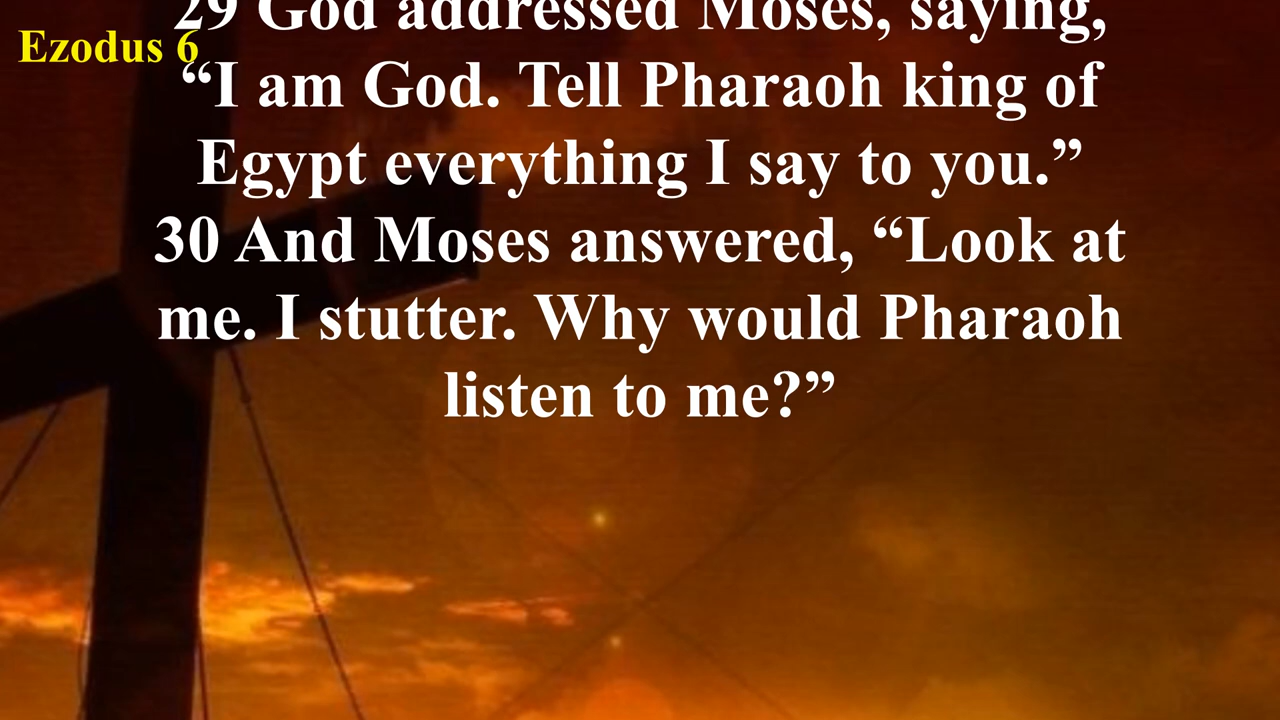 29 God addressed Moses, saying,
Ezodus 6
“I am God. Tell Pharaoh king of
Egypt everything I say to you.”
30 And Moses answered, “Look at
me. I stutter. Why would Pharaoh
listen to me?”